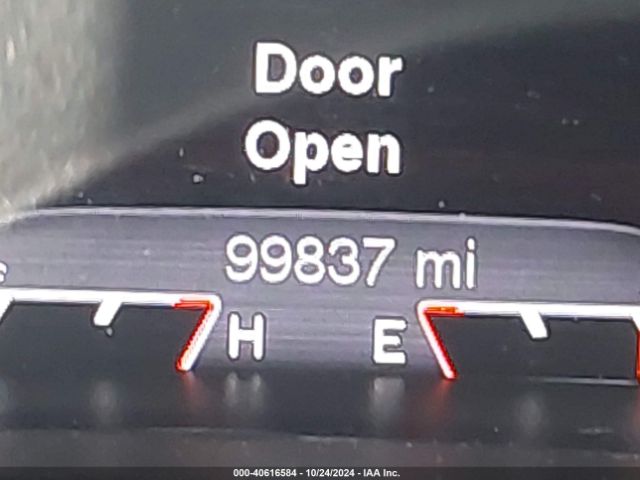 Door
Open
99837 mi
H E
000-40616584 - 10/24/2024 - IAA Inc.